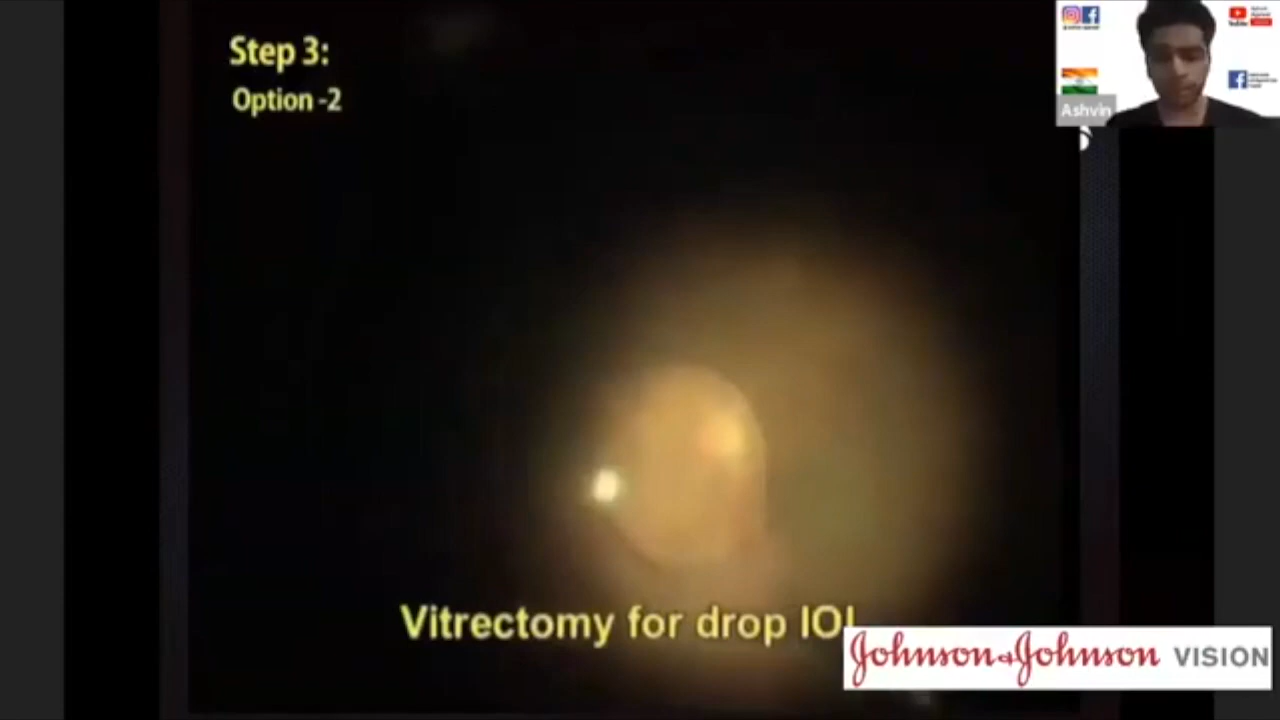 Step 3:
Option -2
Ashvin
Vitrectomy for drop IOL
Johnson & Johnson VISION